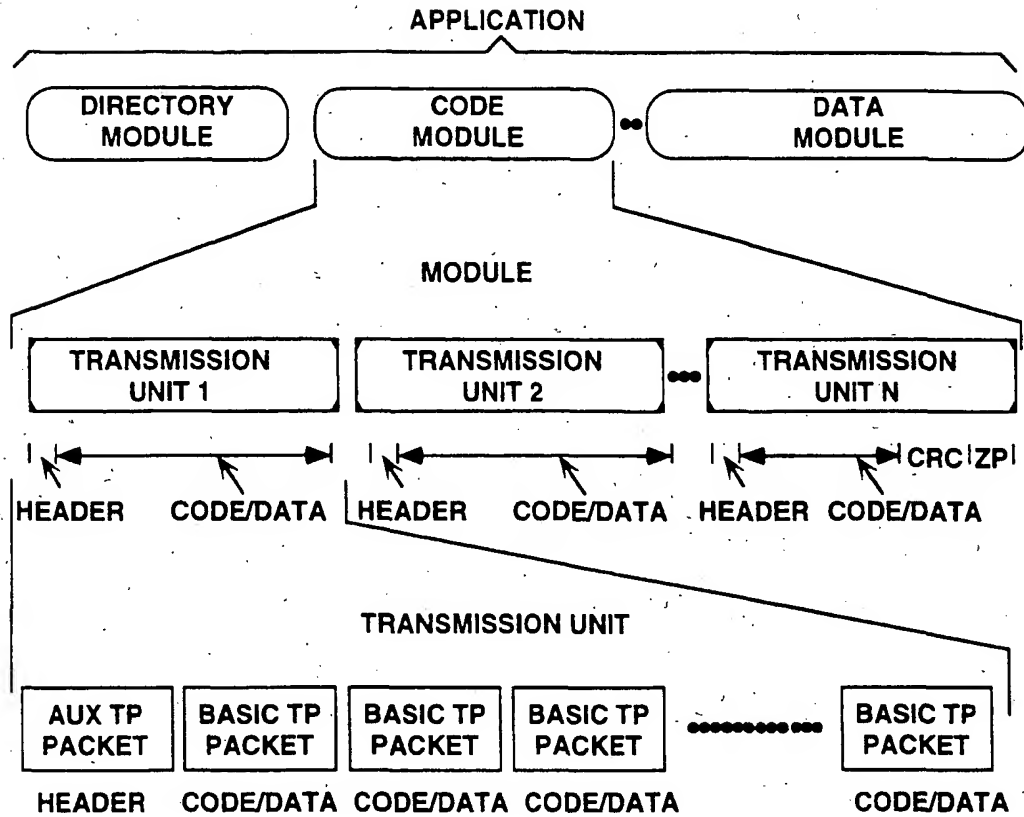 APPLICATION
DIRECTORY MODULE
CODE MODULE
DATA MODULE
MODULE
TRANSMISSION UNIT 1
TRANSMISSION UNIT 2
TRANSMISSION UNIT N
CRC ZP
HEADER CODE/DATA HEADER CODE/DATA HEADER CODE/DATA
TRANSMISSION UNIT
AUX TP PACKET
BASIC TP PACKET
BASIC TP PACKET
BASIC TP PACKET
BASIC TP PACKET
HEADER CODE/DATA CODE/DATA CODE/DATA CODE/DATA